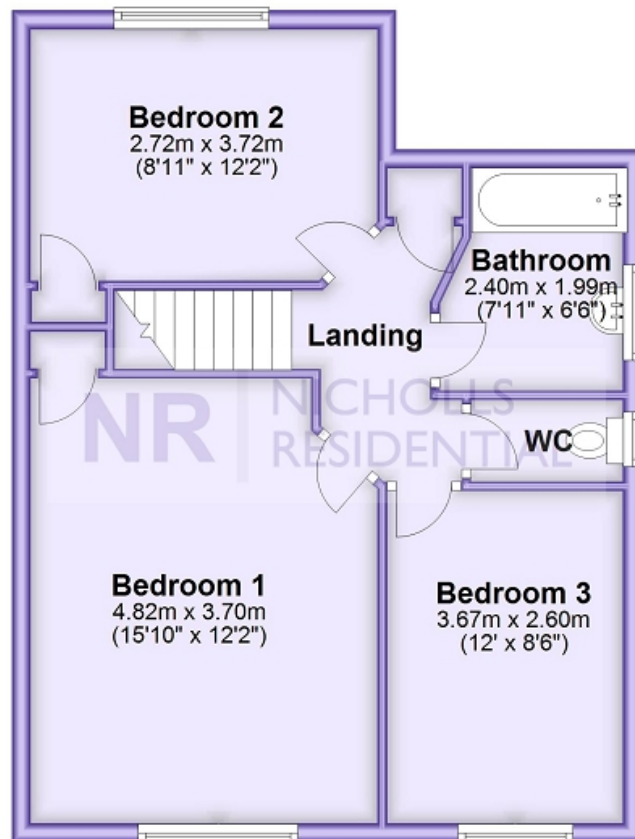 Bedroom 2
2.72m x 3.72m
(8'11" x 12'2")
Bathroom
2.40m x 1.99m
(7'11" x 6'6")
Landing
NR NICHOLLS
RESIDENTIAL
WC
Bedroom 1
4.82m x 3.70m
(15'10" x 12'2")
Bedroom 3
3.67m x 2.60m
(12' x 8'6")